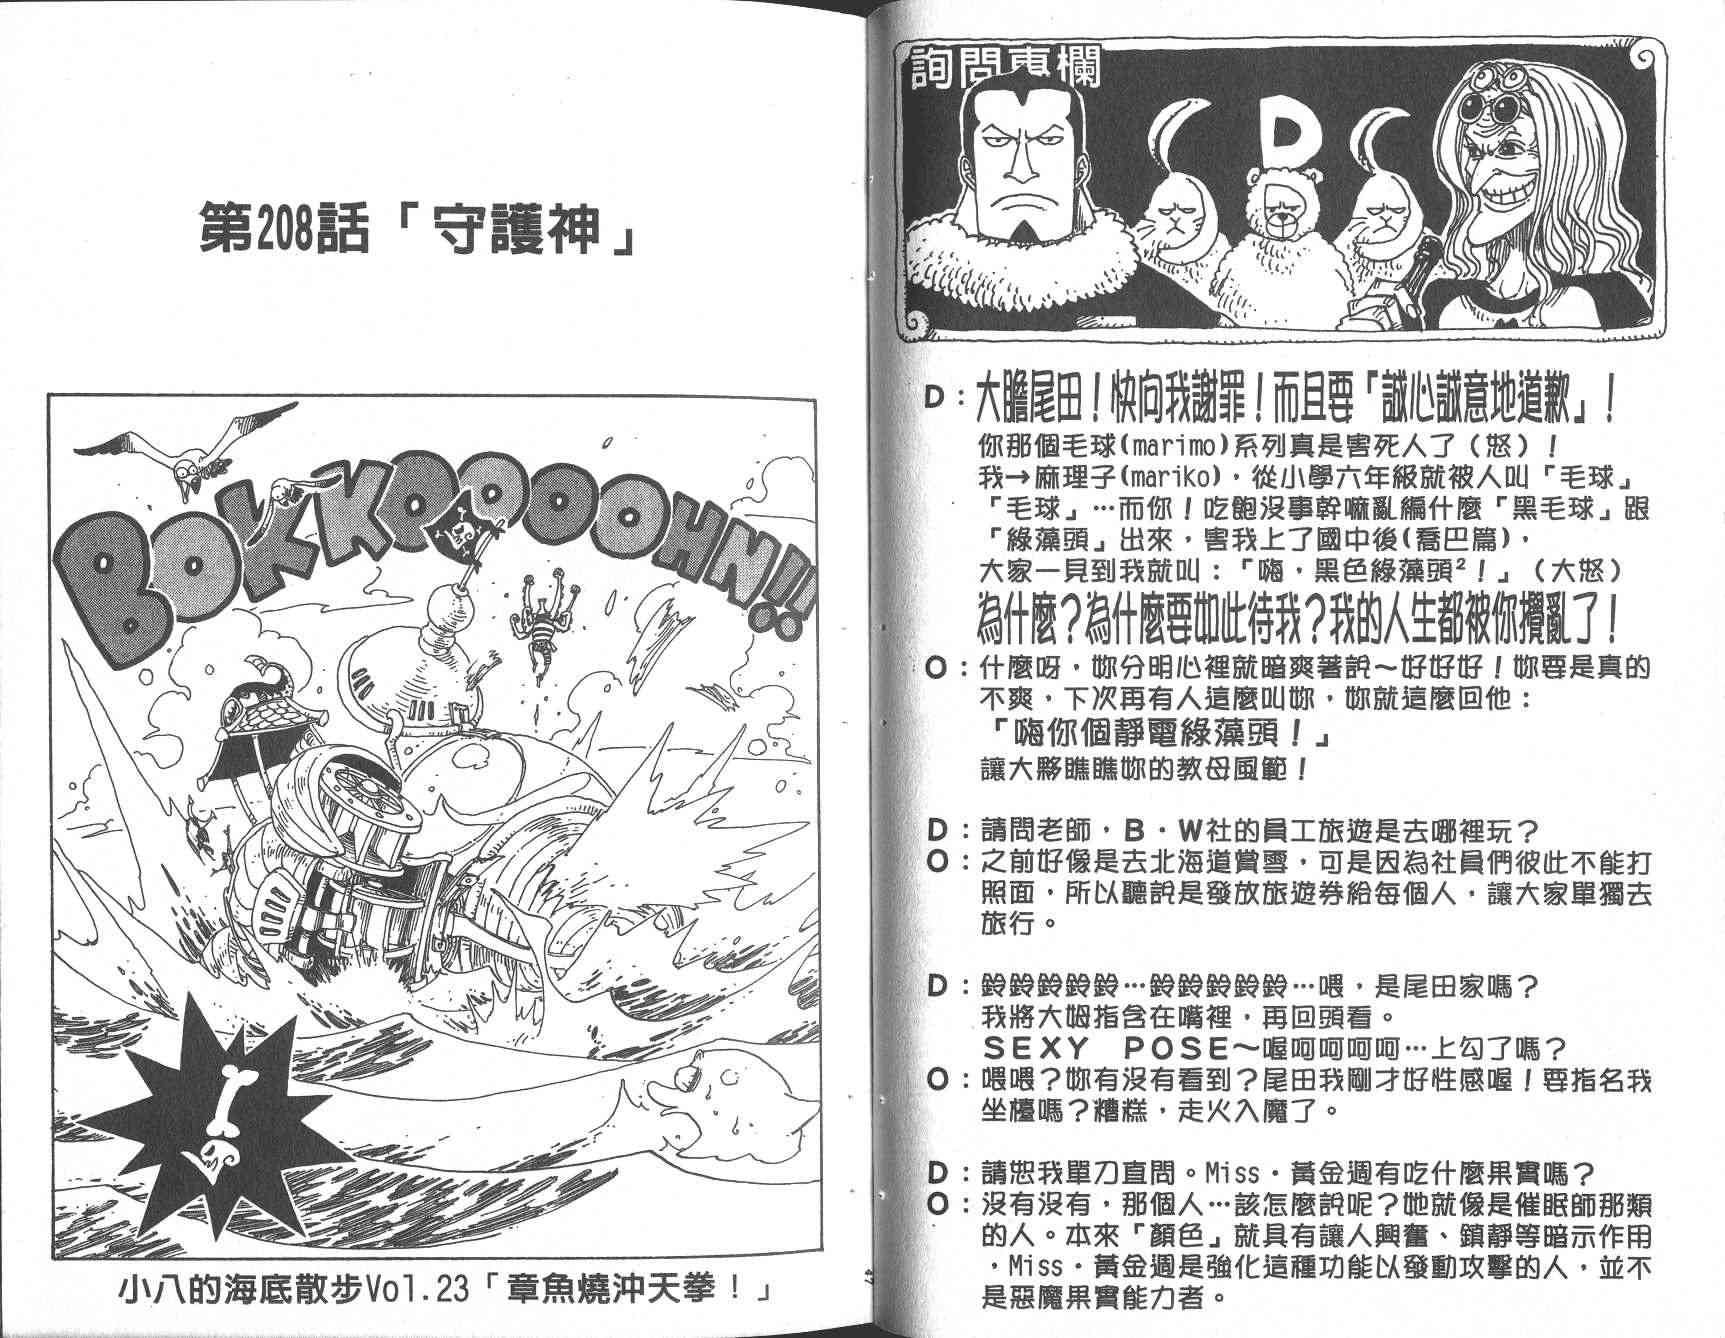 詢問專欄
D
D：大膽尾田！快向我謝罪！而且要「誠心誠意地道歉」！
你那個毛球(marimo)系列真是害死人了（怒）！
我→麻理子(mariko)，從小學六年級就被人叫「毛球」
「毛球」…而你！吃飽沒事幹嘛亂編什麼「黑毛球」跟
「綠藻頭」出來，害我上了國中後(喬巴篇)，
大家一見到我就叫：「嗨，黑色綠藻頭²！」（大怒）
為什麼？為什麼要如此待我？我的人生都被你攪亂了！
O：什麼呀，妳分明心裡就暗爽著說～好好好！妳要是真的
不爽，下次再有人這麼叫妳，妳就這麼回他：
「嗨你個靜電綠藻頭！」
讓大夥瞧瞧妳的教母風範！
D：請問老師，B・W社的員工旅遊是去哪裡玩？
O：之前好像是去北海道賞雪，可是因為社員們彼此不能打
照面，所以聽說是發放旅遊券給每個人，讓大家單獨去
旅行。
D：鈴鈴鈴鈴鈴…鈴鈴鈴鈴鈴…喂，是尾田家嗎？
我將大姆指含在嘴裡，再回頭看。
SEXY POSE～喔呵呵呵呵…上勾了嗎？
O：喂喂？妳有沒有看到？尾田我剛才好性感喔！要指名我
坐檯嗎？糟糕，走火入魔了。
D：請恕我單刀直問。Miss・黃金週有吃什麼果實嗎？
O：沒有沒有，那個人…該怎麼說呢？她就像是催眠師那類
的人。本來「顏色」就具有讓人興奮、鎮靜等暗示作用
，Miss・黃金週是強化這種功能以發動攻擊的人，並不
是惡魔果實能力者。
47
第208話「守護神」
BOKKOOOOHN!!
小八的海底散步Vol.23「章魚燒沖天拳！」